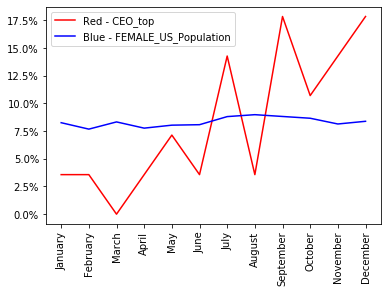 Red - CEO_top
Blue - FEMALE_US_Population
17.5%
15.0%
12.5%
10.0%
7.5%
5.0%
2.5%
0.0%
January
February
March
April
May
June
July
August
September
October
November
December